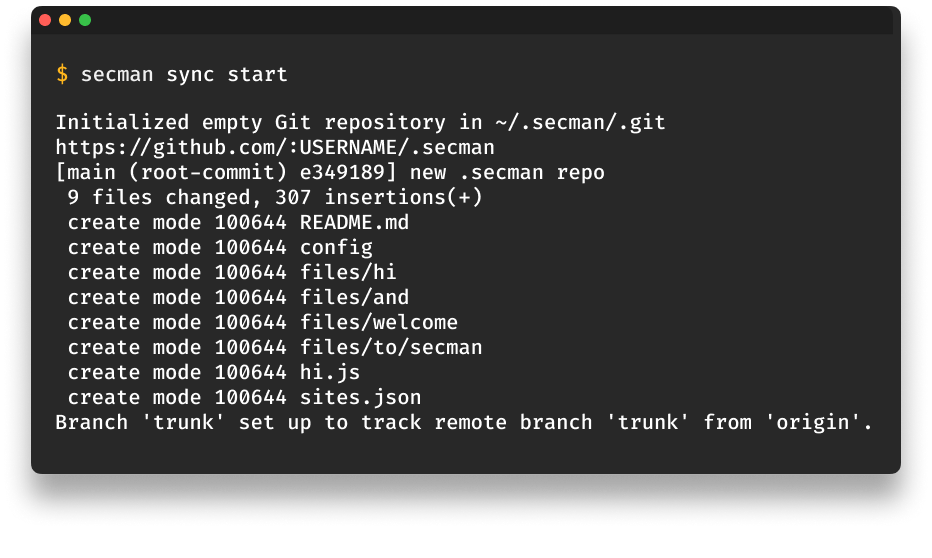 $ secman sync start
Initialized empty Git repository in ~/.secman/.git
https://github.com/:USERNAME/.secman
[main (root-commit) e349189] new .secman repo
9 files changed, 307 insertions(+)
create mode 100644 README.md
create mode 100644 config
create mode 100644 files/hi
create mode 100644 files/and
create mode 100644 files/welcome
create mode 100644 files/to/secman
create mode 100644 hi.js
create mode 100644 sites.json
Branch 'trunk' set up to track remote branch 'trunk' from 'origin'.